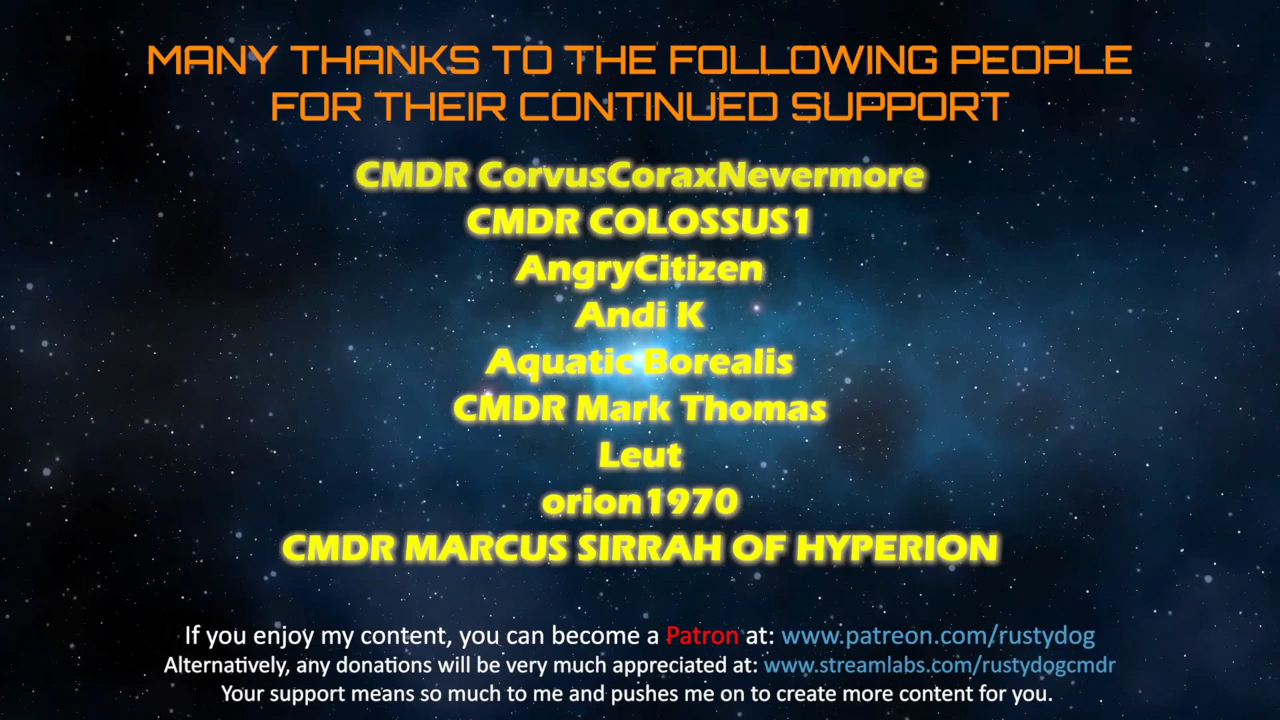 MANY THANKS TO THE FOLLOWING PEOPLE
FOR THEIR CONTINUED SUPPORT
CMDR CorvusCoraxNevermore
CMDR COLOSSUS1
AngryCitizen
Andi K
Aquatic Borealis
CMDR Mark Thomas
Leut
orion1970
CMDR MARCUS SIRRAH OF HYPERION
If you enjoy my content, you can become a Patron at: www.patreon.com/rustydog
Alternatively, any donations will be very much appreciated at: www.streamlabs.com/rustydogcmdr
Your support means so much to me and pushes me on to create more content for you.